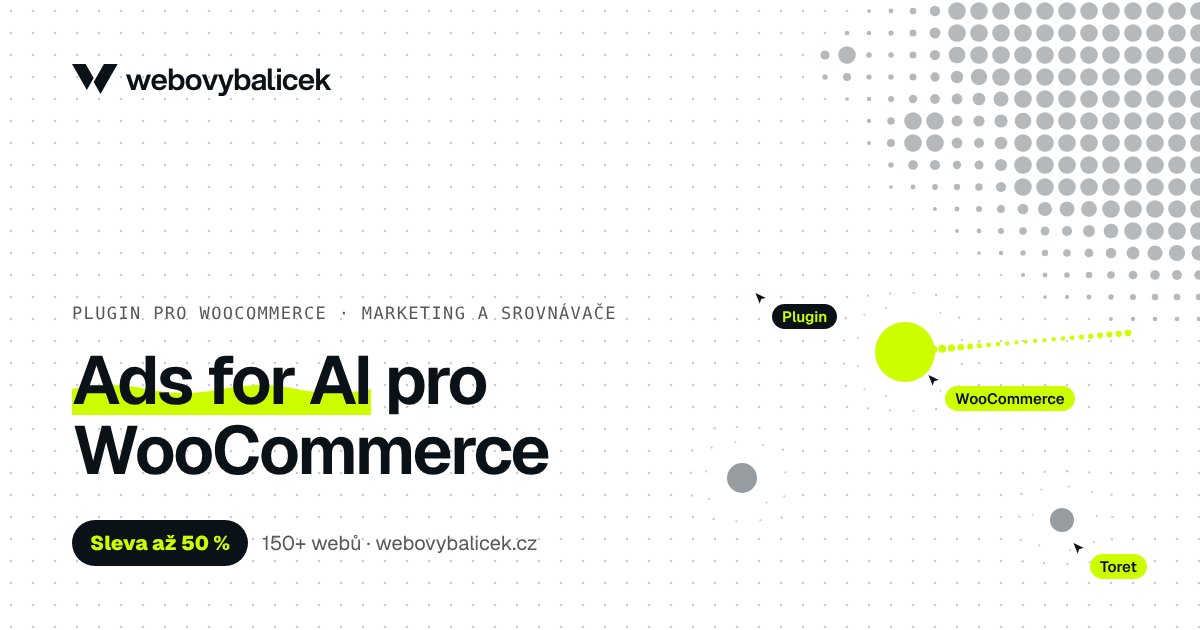 webovybalicek
PLUGIN PRO WOOCOMMERCE · MARKETING A SROVNÁVAČE
Ads for AI pro
WooCommerce
Sleva až 50 %
150+ webů · webovybalicek.cz
Plugin
WooCommerce
Toret